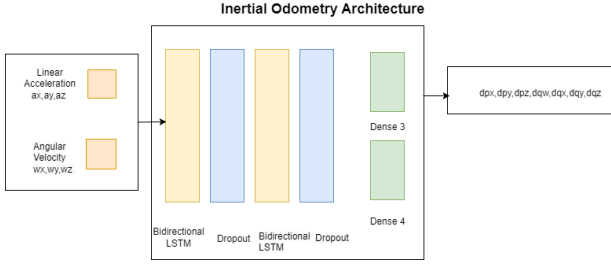 Inertial Odometry Architecture
Linear
Acceleration
ax,ay,az
Angular
Velocity
wx,wy,wz
Bidirectional
LSTM
Dropout
Bidirectional
LSTM
Dropout
Dense 3
Dense 4
dpx,dpy,dpz,dqw,dqx,dqy,dqz